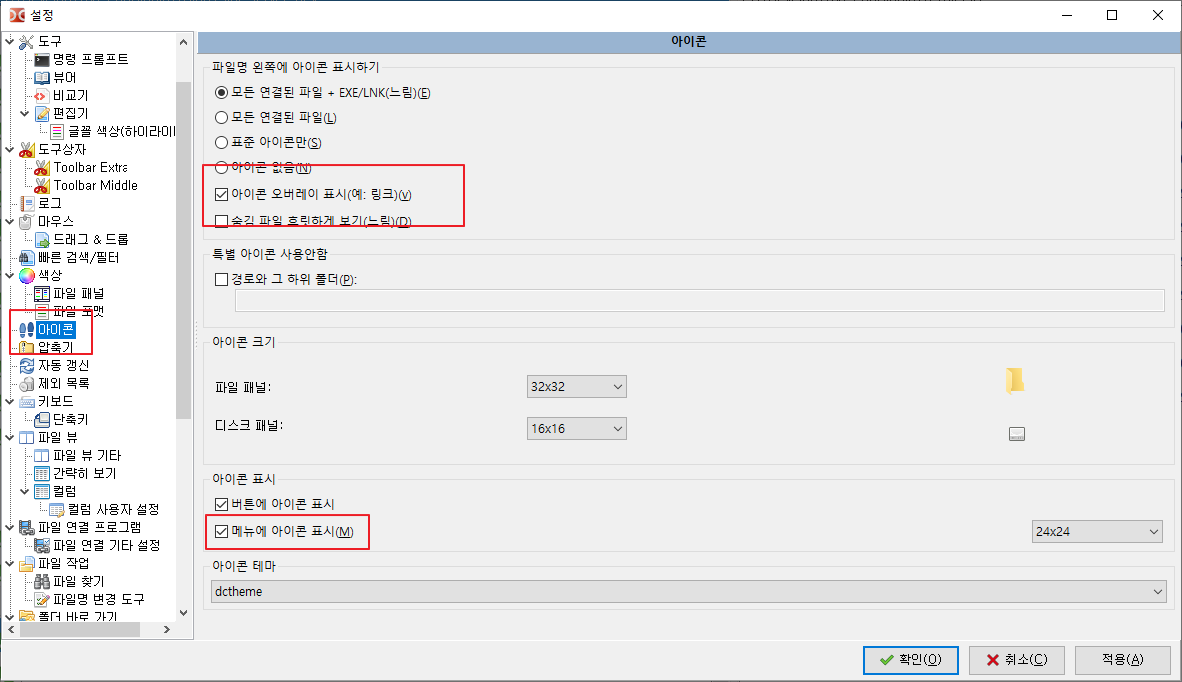 설정
도구
명령 프롬프트
뷰어
비교기
편집기
글꼴 색상(하이라이
도구상자
Toolbar Extra
Toolbar Middle
로그
마우스
드래그 & 드롭
빠른 검색/필터
색상
파일 패널
파일 포맷
아이콘
압축기
자동 갱신
제외 목록
키보드
단축키
파일 뷰
파일 뷰 기타
간략히 보기
컬럼
컬럼 사용자 설정
파일 연결 프로그램
파일 연결 기타 설정
파일 작업
파일 찾기
파일명 변경 도구
폴더 바로 가기
아이콘
파일명 왼쪽에 아이콘 표시하기
모든 연결된 파일 + EXE/LNK(느림)(E)
모든 연결된 파일(L)
표준 아이콘만(S)
아이콘 없음(N)
아이콘 오버레이 표시(예: 링크)(v)
숨김 파일 흐릿하게 보기(느림)(D)
특별 아이콘 사용안함
경로와 그 하위 폴더(P):
아이콘 크기
파일 패널:
32x32
디스크 패널:
16x16
아이콘 표시
버튼에 아이콘 표시
메뉴에 아이콘 표시(M)
24x24
아이콘 테마
dctheme
확인(O)
취소(C)
적용(A)